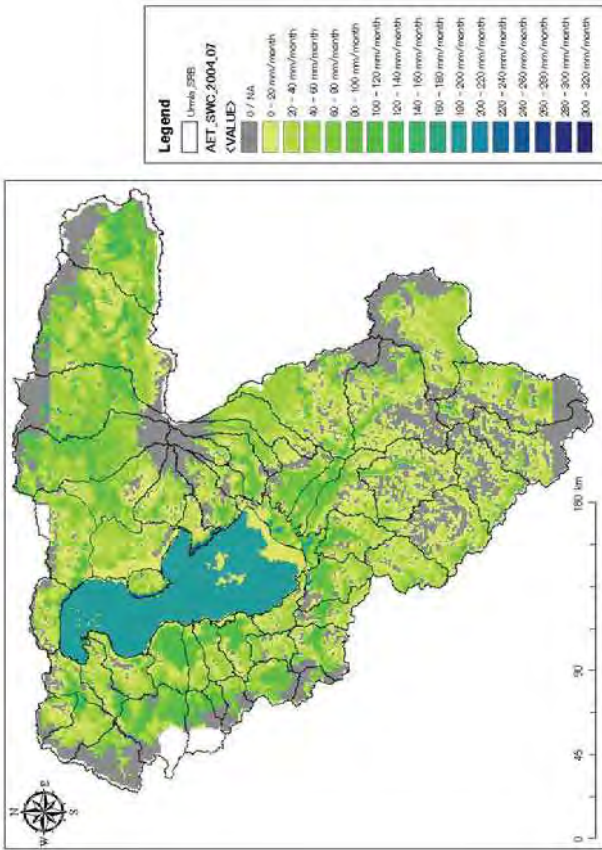 N
W
E
S
0
45
90
180 km
Legend
Urmia_SRB
AET_SWC_2004_07
<VALUE>
0 / NA
0 - 20 mm/month
20 - 40 mm/month
40 - 60 mm/month
60 - 80 mm/month
80 - 100 mm/month
100 - 120 mm/month
120 - 140 mm/month
140 - 160 mm/month
160 - 180 mm/month
180 - 200 mm/month
200 - 220 mm/month
220 - 240 mm/month
240 - 260 mm/month
260 - 280 mm/month
280 - 300 mm/month
300 - 320 mm/month